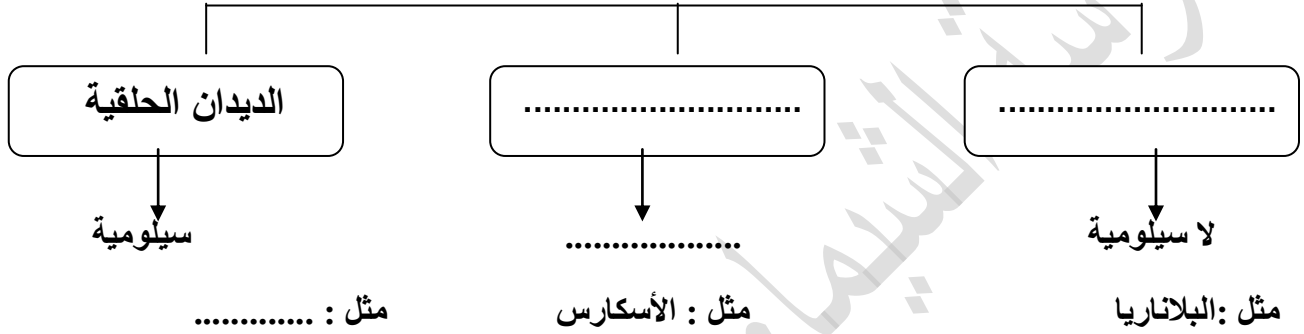 ............................. ............................. الديدان الحلقية
لا سيلومية ................... سيلومية
مثل :البلاناريا مثل : الأسكارس مثل : .............